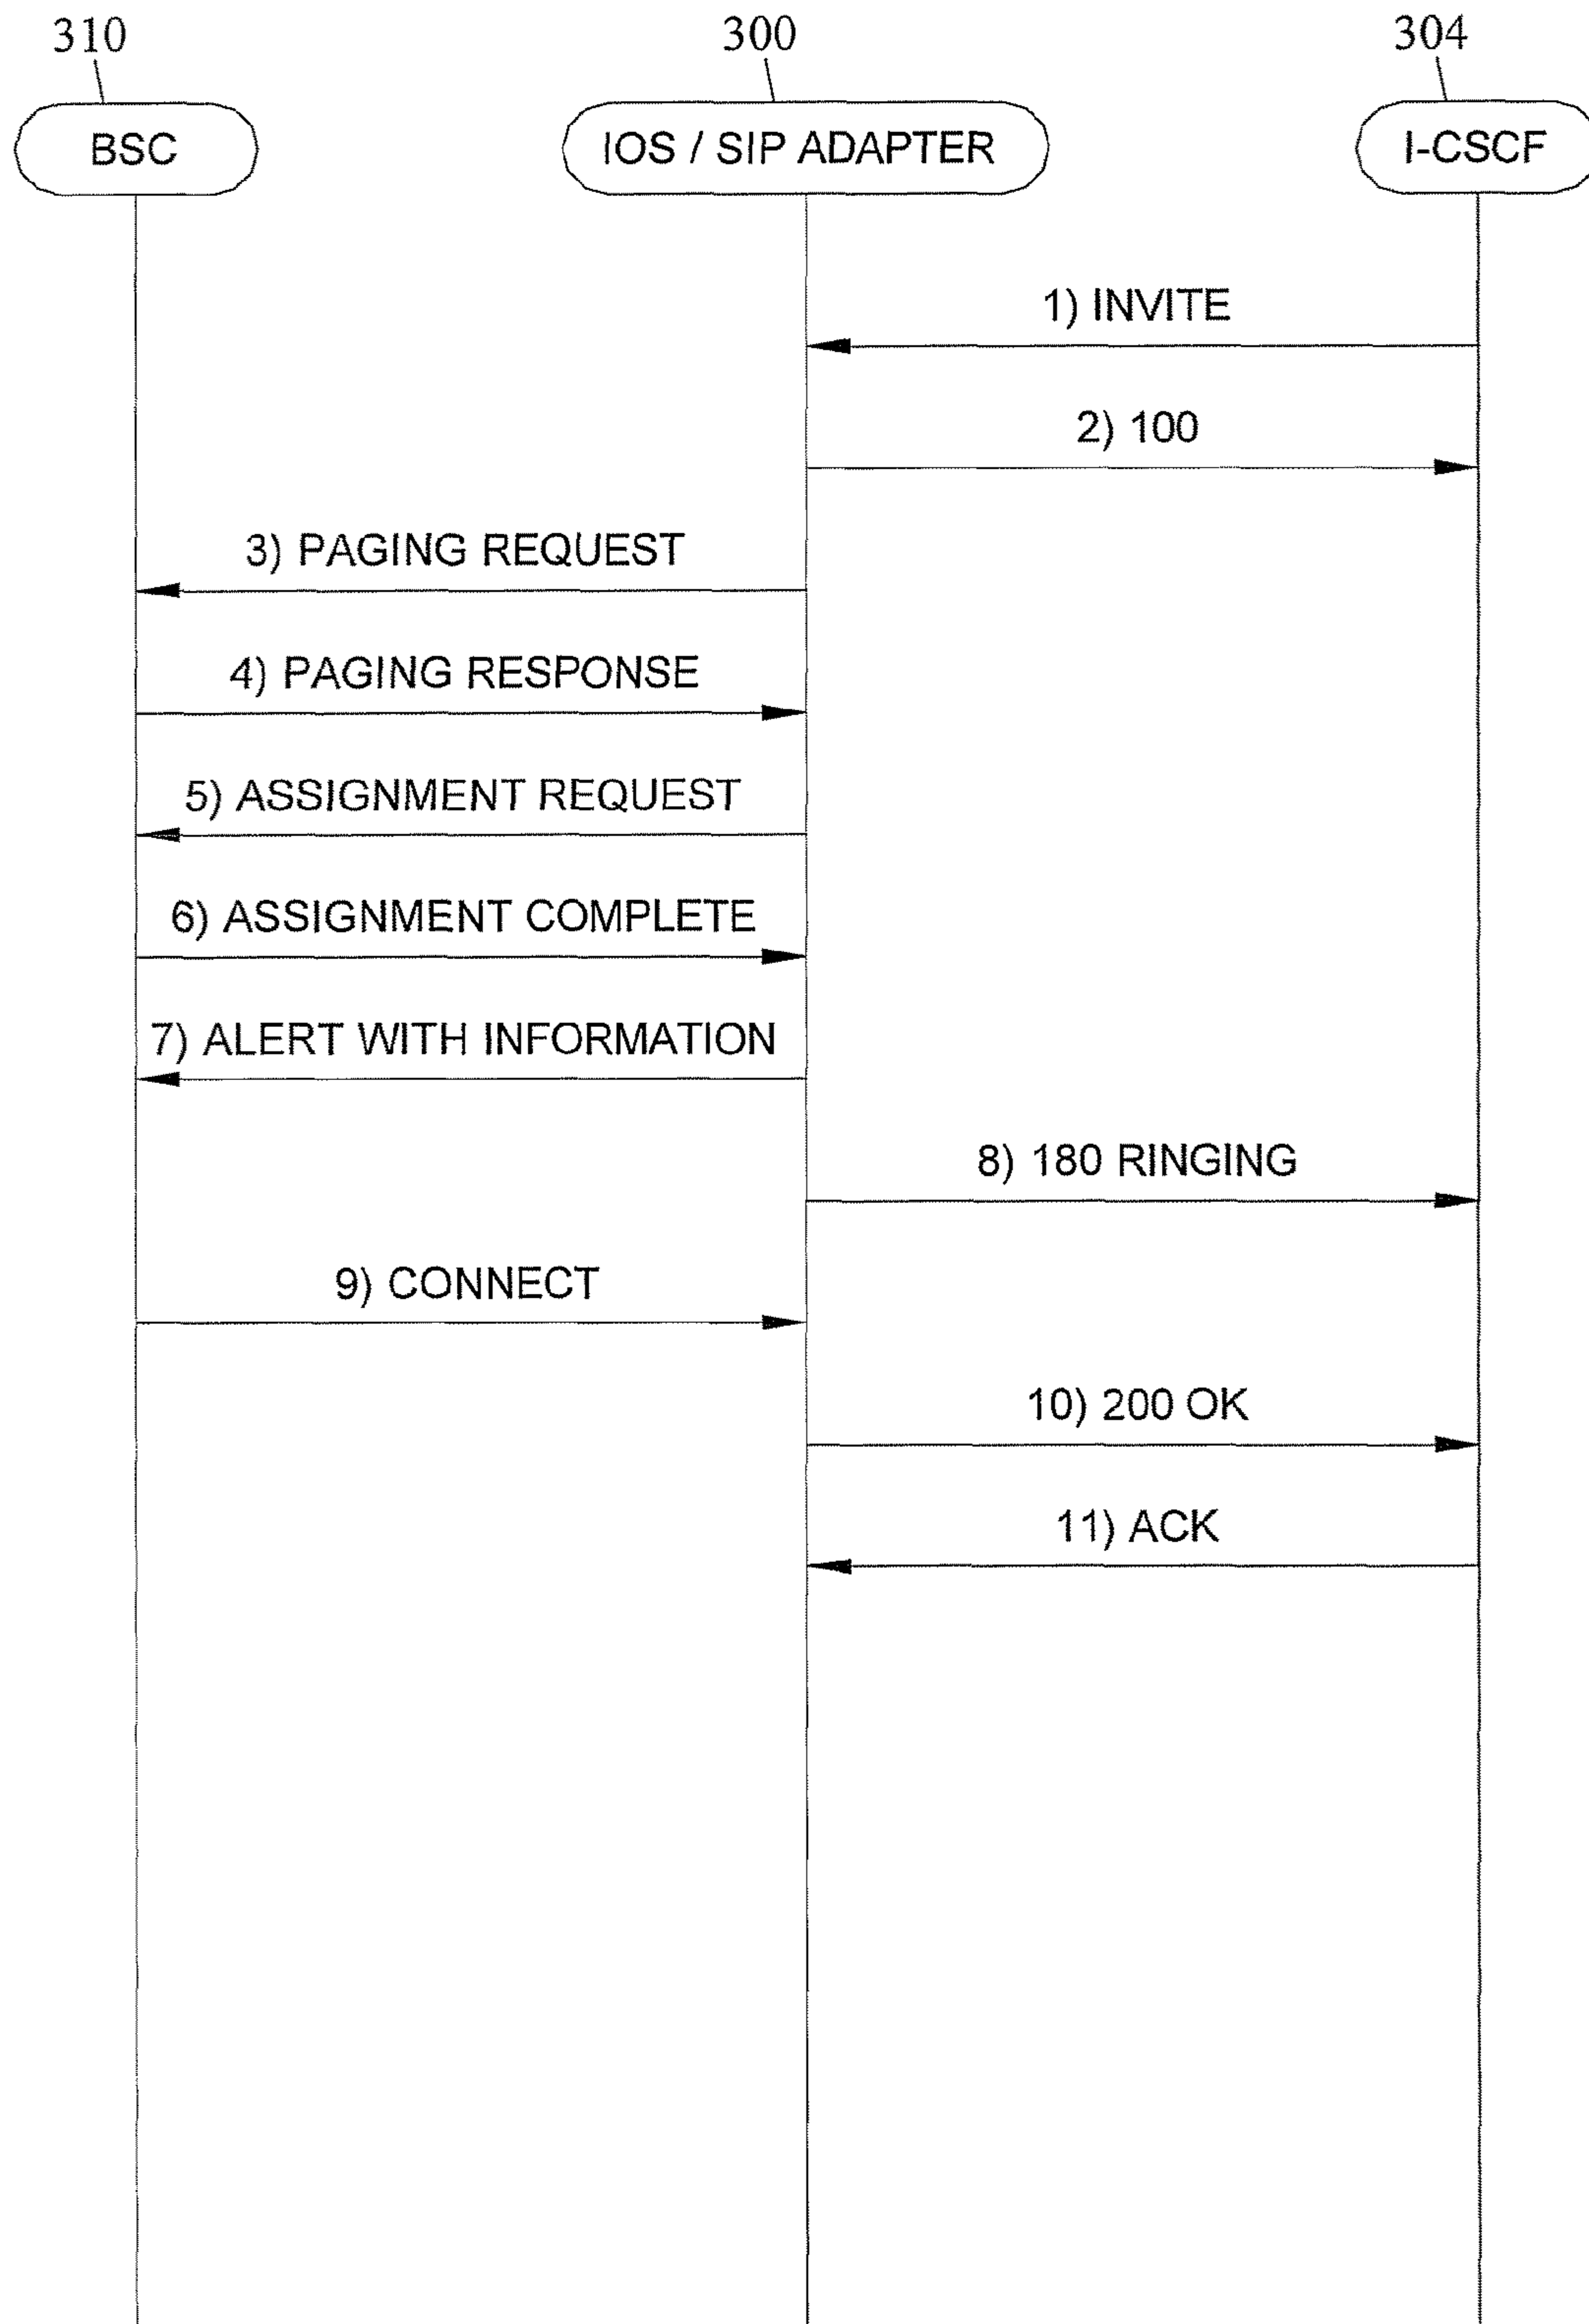 310
300
304
BSC
IOS / SIP ADAPTER
I-CSCF
1) INVITE
2) 100
3) PAGING REQUEST
4) PAGING RESPONSE
5) ASSIGNMENT REQUEST
6) ASSIGNMENT COMPLETE
7) ALERT WITH INFORMATION
8) 180 RINGING
9) CONNECT
10) 200 OK
11) ACK